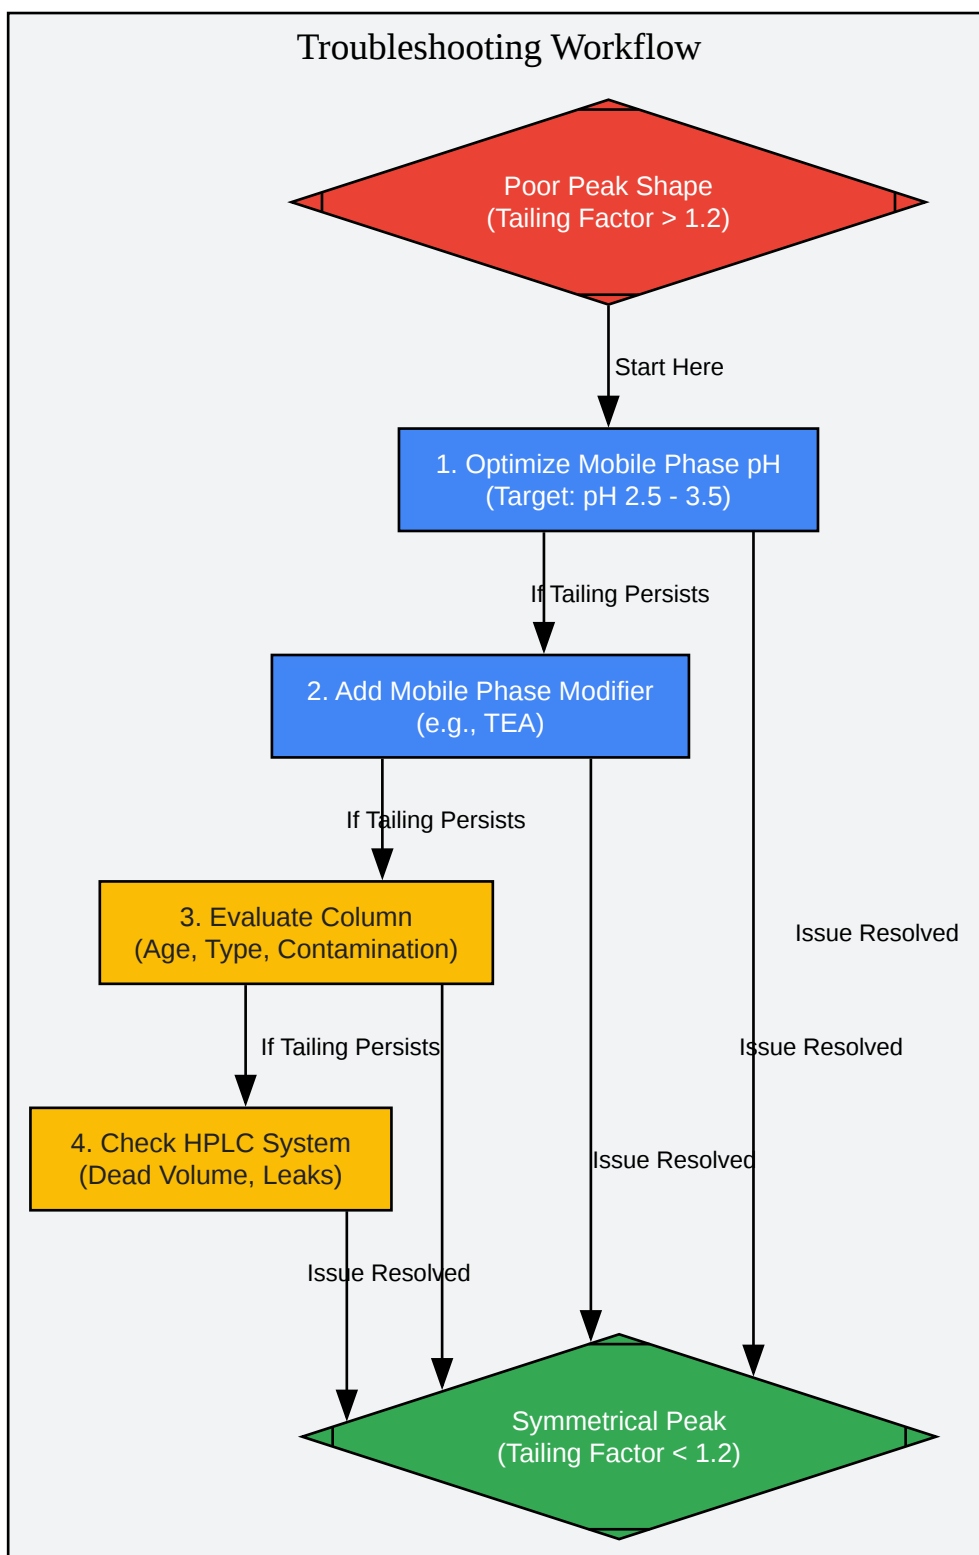 Troubleshooting Workflow
Poor Peak Shape
(Tailing Factor > 1.2)
Start Here
1. Optimize Mobile Phase pH
(Target: pH 2.5 - 3.5)
If Tailing Persists
2. Add Mobile Phase Modifier
(e.g., TEA)
If Tailing Persists
3. Evaluate Column
(Age, Type, Contamination)
Issue Resolved
If Tailing Persists
Issue Resolved
4. Check HPLC System
(Dead Volume, Leaks)
Issue Resolved
Issue Resolved
Symmetrical Peak
(Tailing Factor < 1.2)